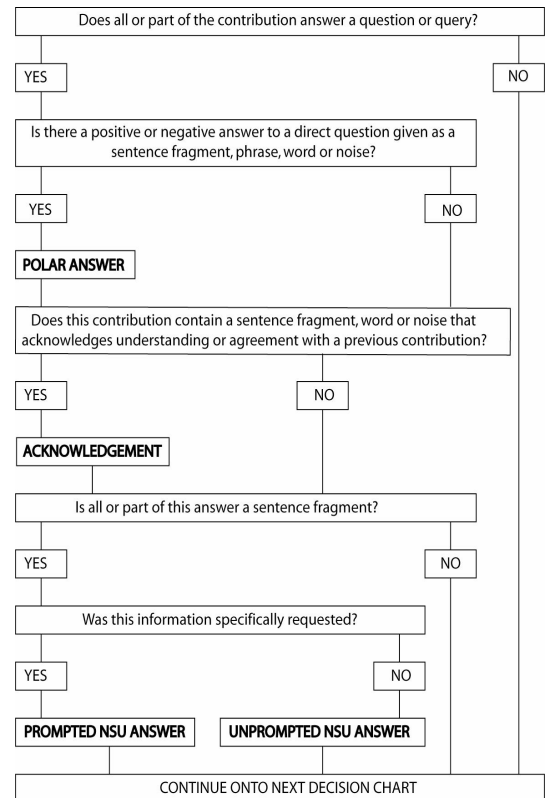 Does all or part of the contribution answer a question or query?
YES
NO
Is there a positive or negative answer to a direct question given as a
sentence fragment, phrase, word or noise?
YES
NO
POLAR ANSWER
Does this contribution contain a sentence fragment, word or noise that
acknowledges understanding or agreement with a previous contribution?
YES
NO
ACKNOWLEDGEMENT
Is all or part of this answer a sentence fragment?
YES
NO
Was this information specifically requested?
YES
NO
PROMPTED NSU ANSWER
UNPROMPTED NSU ANSWER
CONTINUE ONTO NEXT DECISION CHART